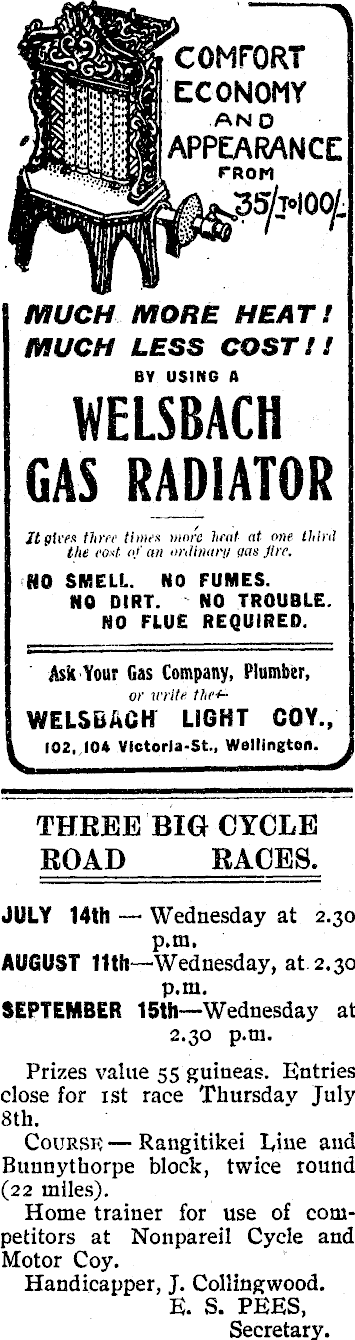 COMFORT
ECONOMY
AND
APPEARANCE
FROM
35/- TO 100/-
MUCH MORE HEAT!
MUCH LESS COST!!
BY USING A
WELSBACH
GAS RADIATOR
It gives three times more heat at one third
the cost of an ordinary gas fire.
NO SMELL. NO FUMES.
NO DIRT. NO TROUBLE.
NO FLUE REQUIRED.
Ask Your Gas Company, Plumber,
or write the
WELSBACH LIGHT COY.,
102, 104 Victoria-St., Wellington.
THREE BIG CYCLE
ROAD RACES.
JULY 14th — Wednesday at 2.30
p.m.
AUGUST 11th—Wednesday, at 2.30
p.m.
SEPTEMBER 15th—Wednesday at
2.30 p.m.
Prizes value 55 guineas. Entries
close for 1st race Thursday July
8th.
COURSE — Rangitikei Line and
Bunnythorpe block, twice round
(22 miles).
Home trainer for use of com-
petitors at Nonpareil Cycle and
Motor Coy.
Handicapper, J. Collingwood.
E. S. PEES,
Secretary.